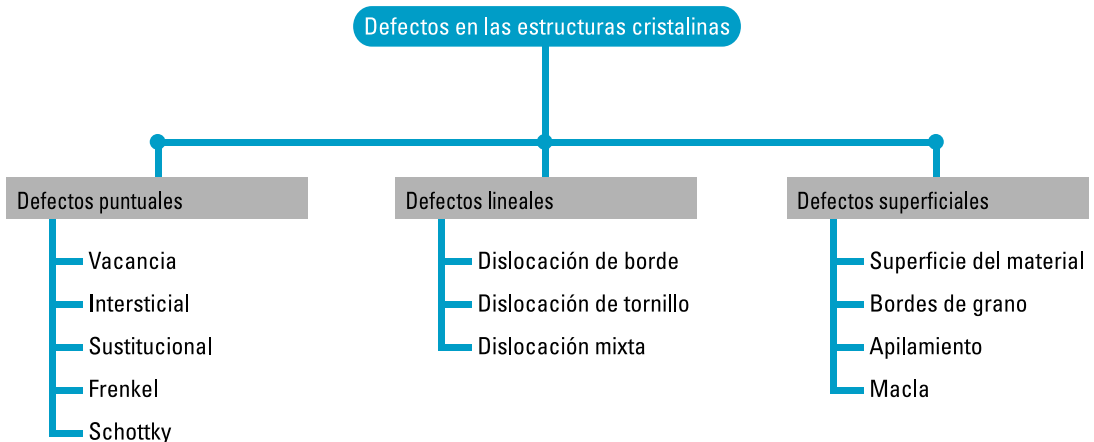 Defectos en las estructuras cristalinas
Defectos puntuales
Vacancia
Intersticial
Sustitucional
Frenkel
Schottky
Defectos lineales
Dislocación de borde
Dislocación de tornillo
Dislocación mixta
Defectos superficiales
Superficie del material
Bordes de grano
Apilamiento
Macla